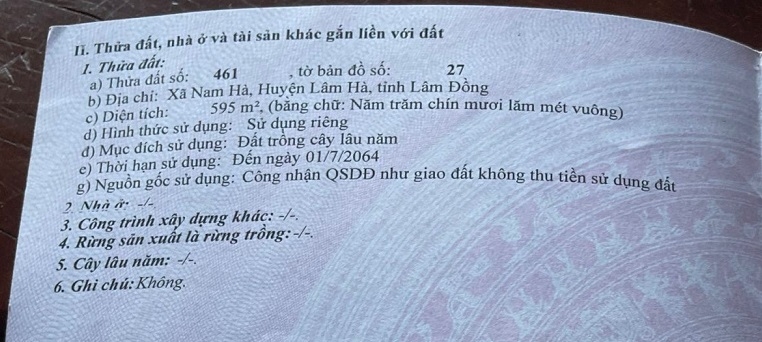 II. Thửa đất, nhà ở và tài sản khác gắn liền với đất
1. Thửa đất:
a) Thửa đất số: 461 , tờ bản đồ số: 27
b) Địa chỉ: Xã Nam Hà, Huyện Lâm Hà, tỉnh Lâm Đồng
c) Diện tích: 595 m², (bằng chữ: Năm trăm chín mươi lăm mét vuông)
d) Hình thức sử dụng: Sử dụng riêng
đ) Mục đích sử dụng: Đất trồng cây lâu năm
e) Thời hạn sử dụng: Đến ngày 01/7/2064
g) Nguồn gốc sử dụng: Công nhận QSDĐ như giao đất không thu tiền sử dụng đất
2. Nhà ở: -/-.
3. Công trình xây dựng khác: -/-.
4. Rừng sản xuất là rừng trồng: -/-.
5. Cây lâu năm: -/-.
6. Ghi chú: Không.